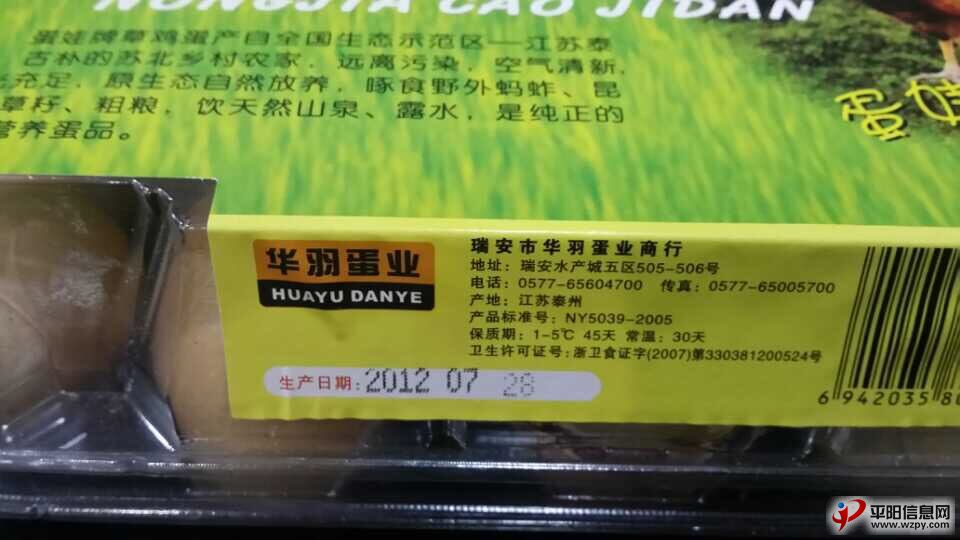 NONGJIA CAO JIDAN
蛋娃牌草鸡蛋产自全国生态示范区—江苏泰
古朴的苏北乡村农家，远离污染，空气清新，
充足，原生态自然放养，啄食野外蚂蚱、昆
草籽、粗粮，饮天然山泉、露水，是纯正的
营养蛋品。
华羽蛋业
HUAYU DANYE
瑞安市华羽蛋业商行
地址：瑞安水产城五区505-506号
电话：0577-65604700 传真：0577-65005700
产地：江苏泰州
产品标准号：NY5039-2005
保质期：1-5℃ 45天 常温：30天
卫生许可证号：浙卫食证字(2007)第330381200524号
生产日期：2012 07 28
6 942035 80
平阳信息网
www.wzpy.com